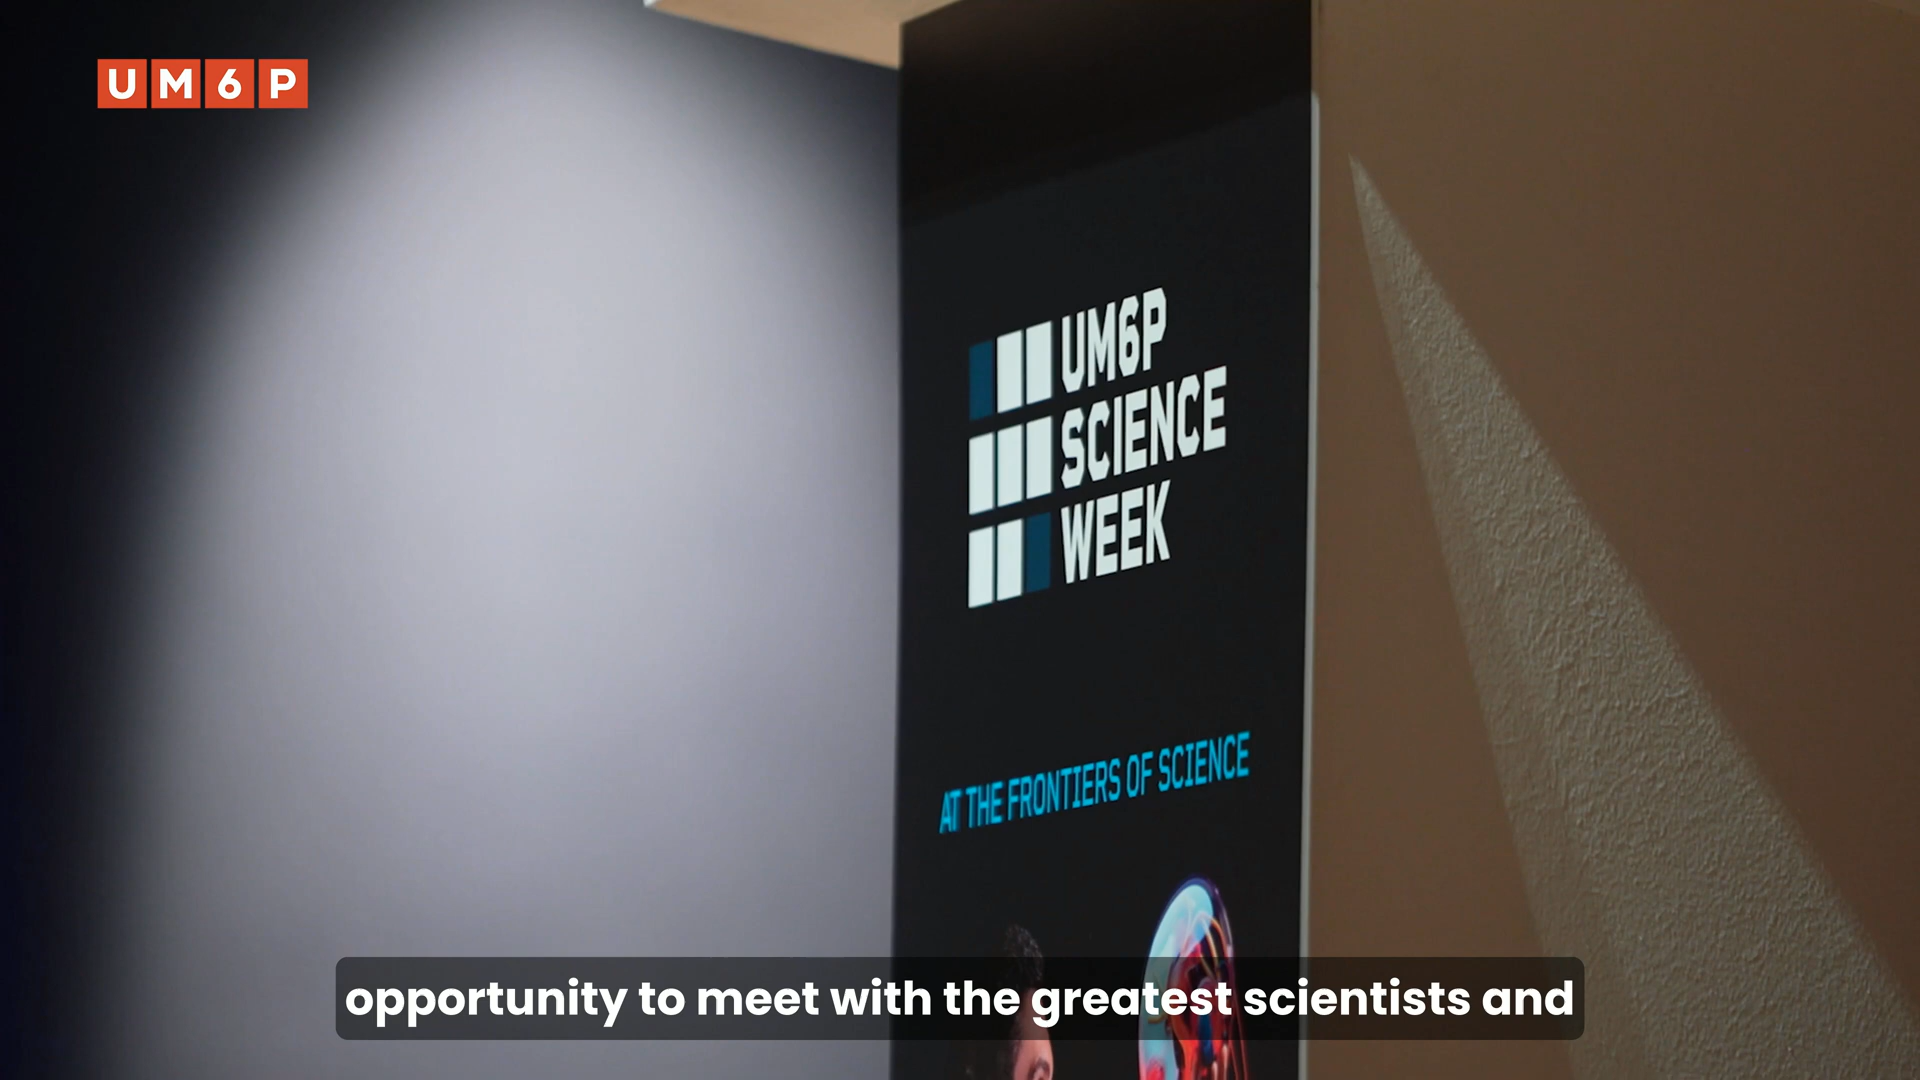 UM6P
UM6P
SCIENCE
WEEK
AT THE FRONTIERS OF SCIENCE
opportunity to meet with the greatest scientists and